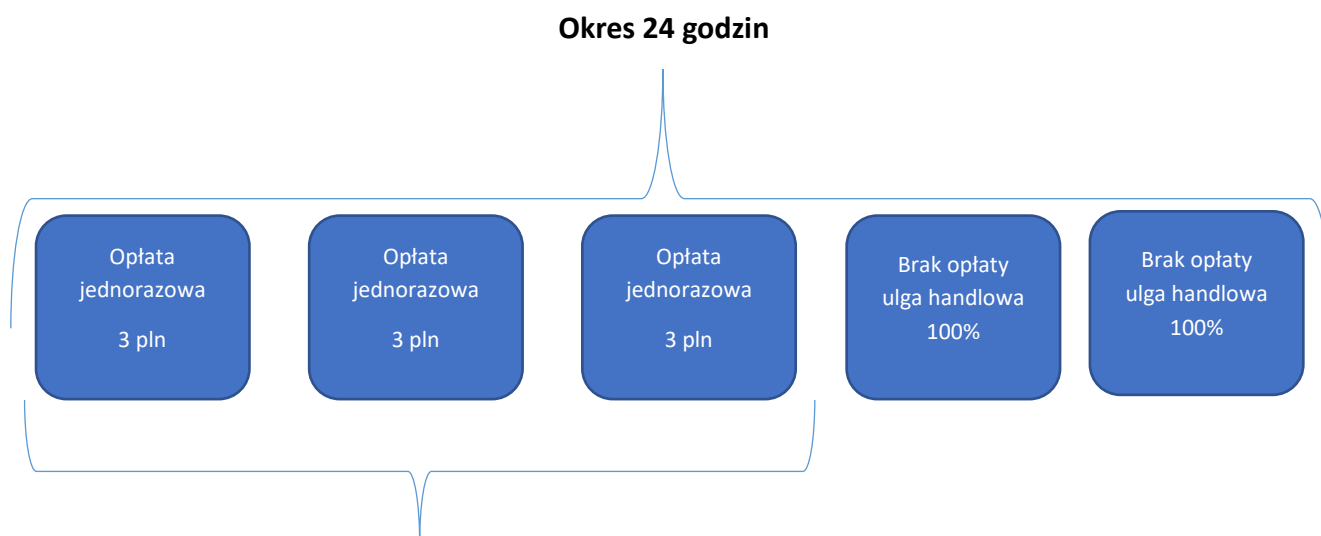 Okres 24 godzin
Opłata
jednorazowa
3 pln
Opłata
jednorazowa
3 pln
Opłata
jednorazowa
3 pln
Brak opłaty
ulga handlowa
100%
Brak opłaty
ulga handlowa
100%